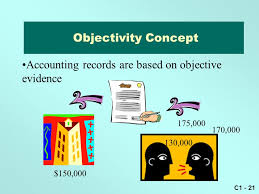 Objectivity Concept
•Accounting records are based on objective
evidence
175,000
170,000
130,000
$150,000
C1 - 21